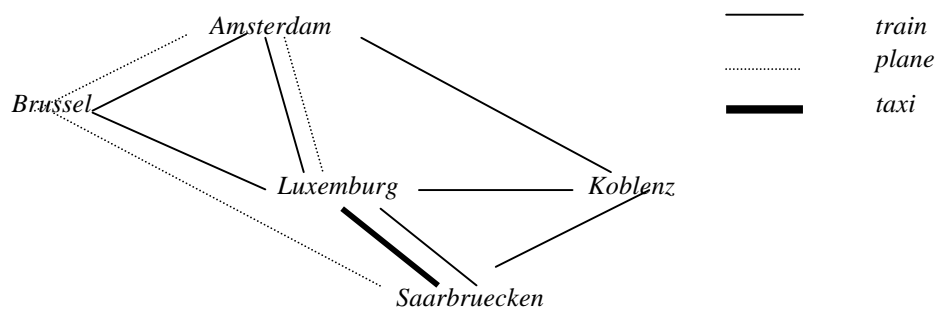 Amsterdam
train
plane
Brussel
taxi
Luxemburg
Koblenz
Saarbruecken